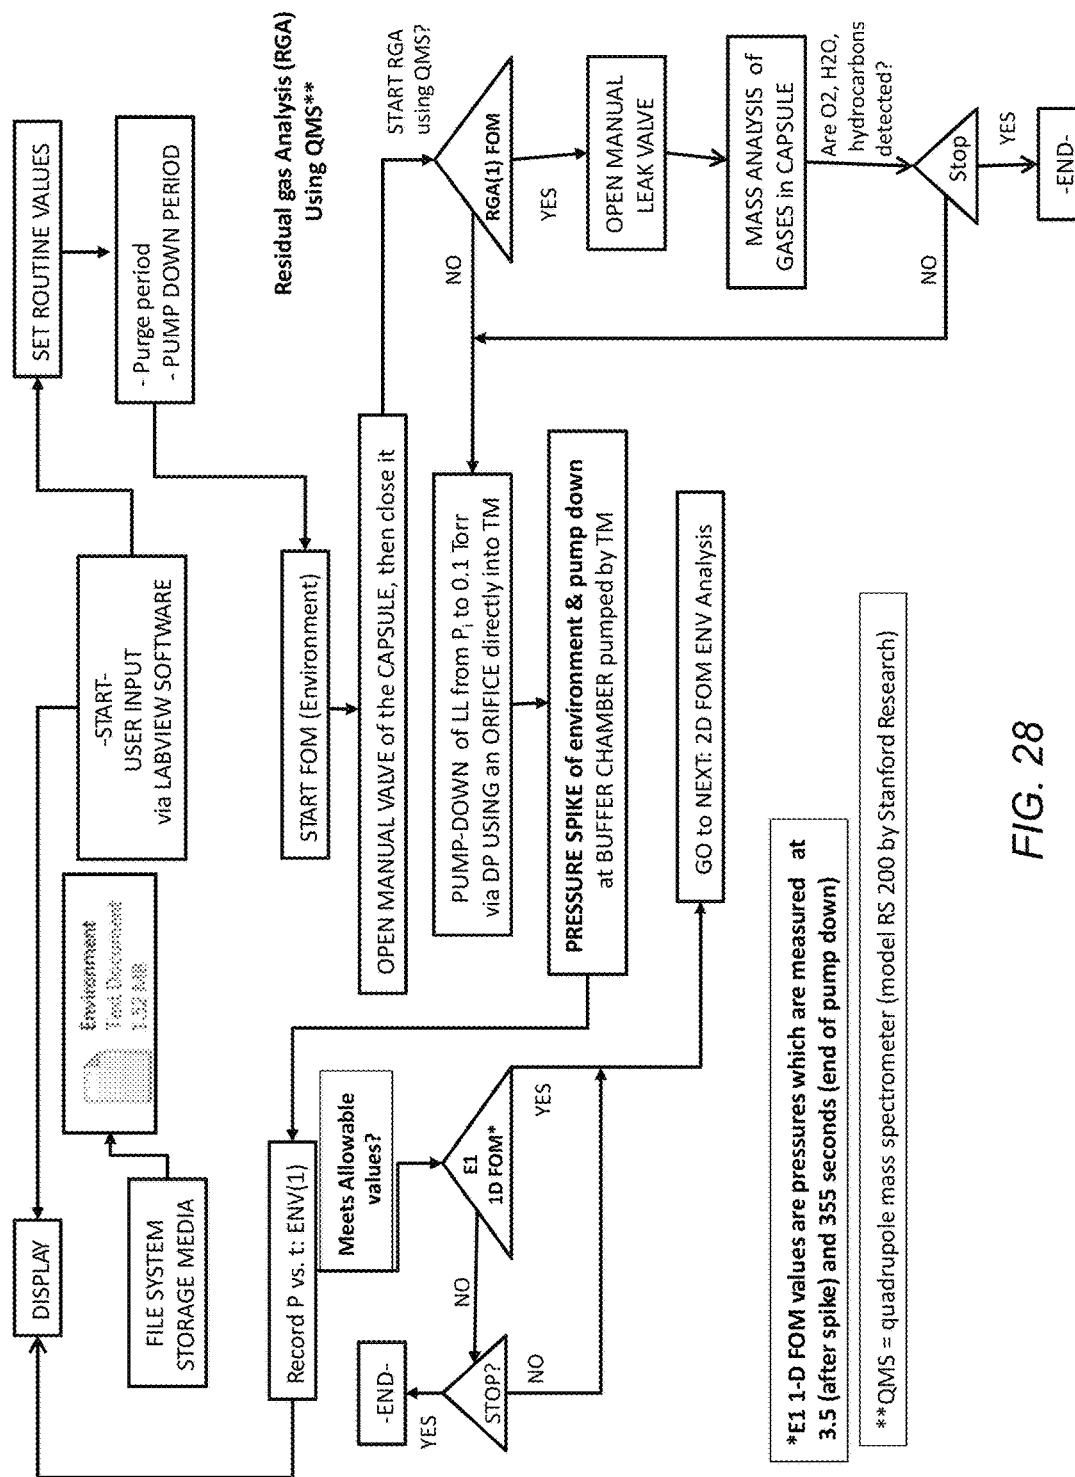 DISPLAY
FILE SYSTEM
STORAGE MEDIA
Environment
Text Document
1.52 MB
-START-
USER INPUT
via LABVIEW SOFTWARE
SET ROUTINE VALUES
- Purge period
- PUMP DOWN PERIOD
START FOM (Environment)
OPEN MANUAL VALVE of the CAPSULE, then close it
Residual gas Analysis (RGA)
Using QMS**
START RGA
using QMS?
RGA(1) FOM
NO
YES
OPEN MANUAL
LEAK VALVE
MASS ANALYSIS of
GASES in CAPSULE
Are O2, H2O,
hydrocarbons
detected?
Stop
NO
YES
-END-
PUMP-DOWN of LL from Pi to 0.1 Torr
via DP USING an ORIFICE directly into TM
PRESSURE SPIKE of environment & pump down
at BUFFER CHAMBER pumped by TM
Record P vs. t: ENV(1)
Meets Allowable
values?
E1
1D FOM*
NO
YES
-END-
YES
STOP?
NO
GO to NEXT: 2D FOM ENV Analysis
*E1 1-D FOM values are pressures which are measured at
3.5 (after spike) and 355 seconds (end of pump down)
**QMS = quadrupole mass spectrometer (model RS 200 by Stanford Research)
FIG. 28